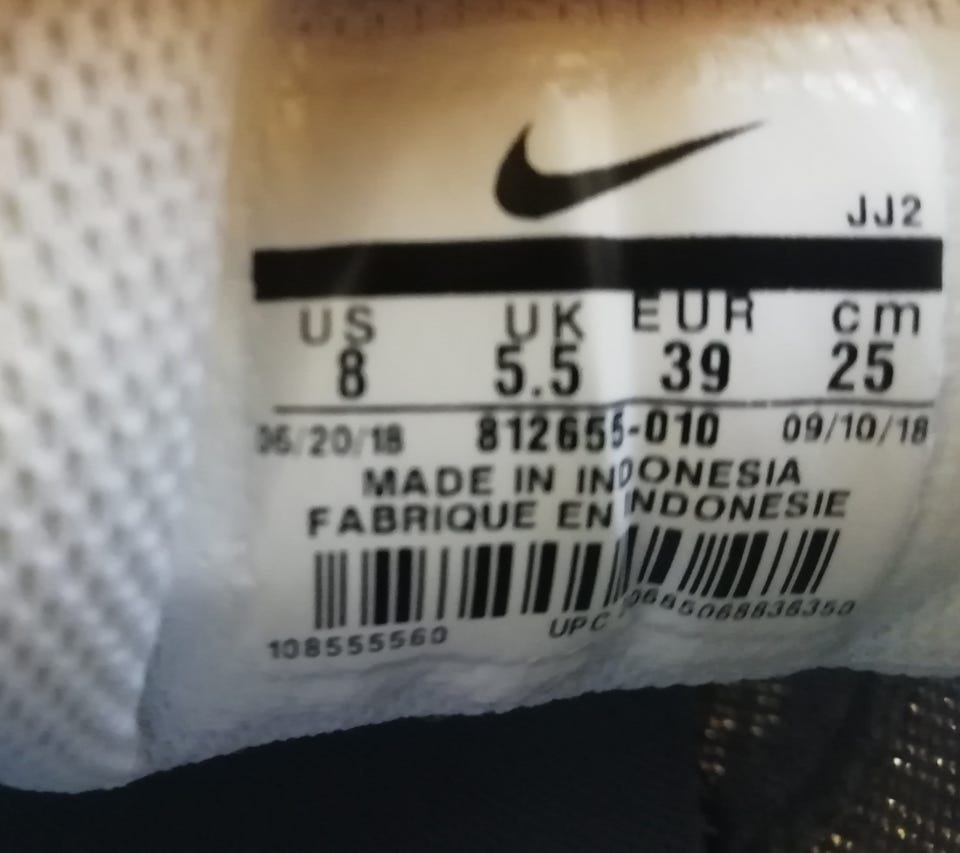 JJ2
US UK EUR cm
8 5.5 39 25
06/20/18 812655-010 09/10/18
MADE IN INDONESIA
FABRIQUE EN INDONESIE
108555560 UPC